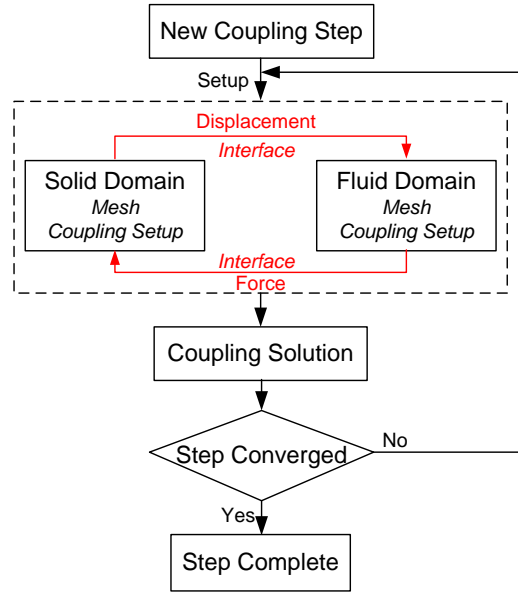 New Coupling Step
Setup
Displacement
Interface
Solid Domain
Mesh
Coupling Setup
Fluid Domain
Mesh
Coupling Setup
Interface
Force
Coupling Solution
Step Converged
No
Yes
Step Complete